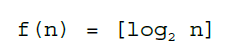 f(n) = [log₂ n]